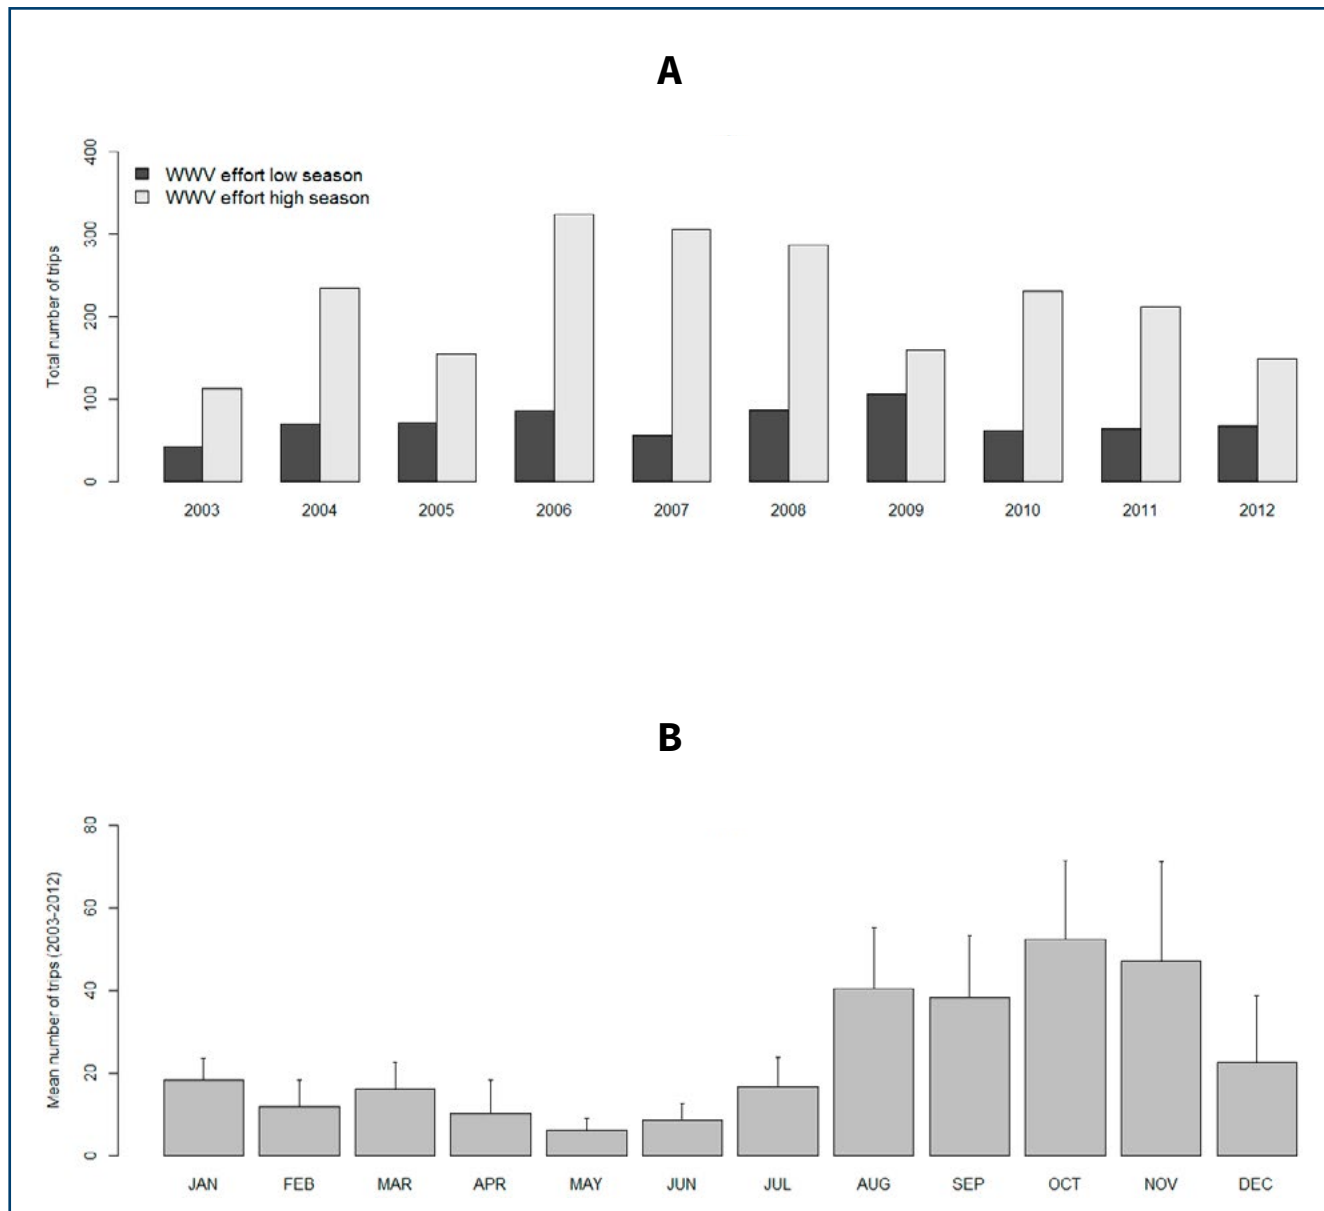 A
Total number of trips
400
300
200
100
0
WWV effort low season
WWV effort high season
2003 2004 2005 2006 2007 2008 2009 2010 2011 2012
B
Mean number of trips (2003-2012)
80
60
40
20
0
JAN FEB MAR APR MAY JUN JUL AUG SEP OCT NOV DEC